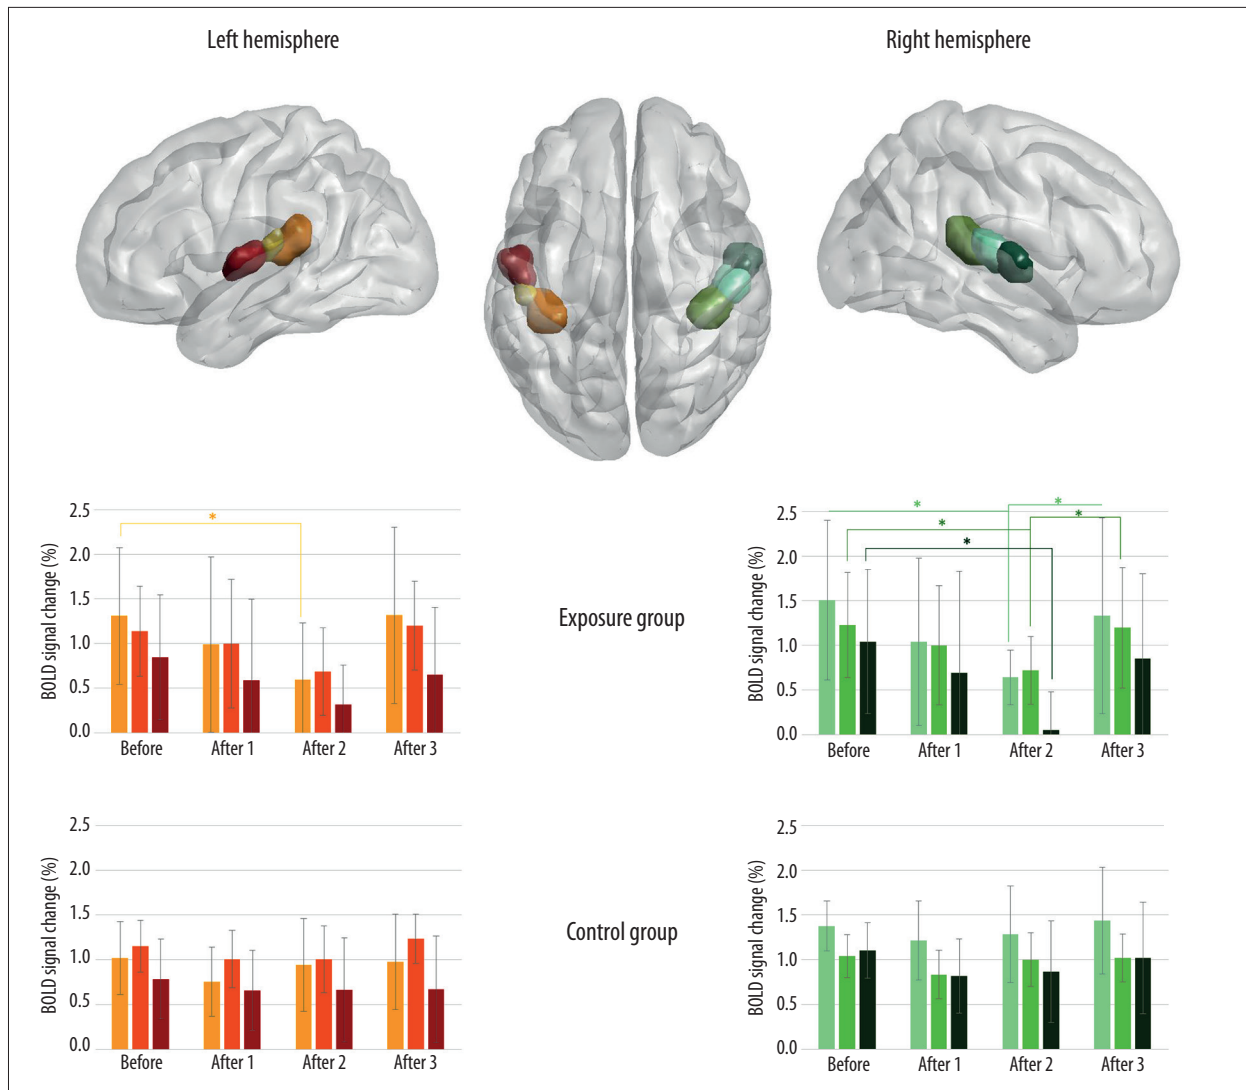 Left hemisphere
Right hemisphere
BOLD signal change (%)
2.5
2.0
1.5
1.0
0.5
0.0
*
Before
After 1
After 2
After 3
Exposure group
BOLD signal change (%)
2.5
2.0
1.5
1.0
0.5
0.0
*
*
*
*
*
Before
After 1
After 2
After 3
BOLD signal change (%)
2.5
2.0
1.5
1.0
0.5
0.0
Before
After 1
After 2
After 3
Control group
BOLD signal change (%)
2.5
2.0
1.5
1.0
0.5
0.0
Before
After 1
After 2
After 3